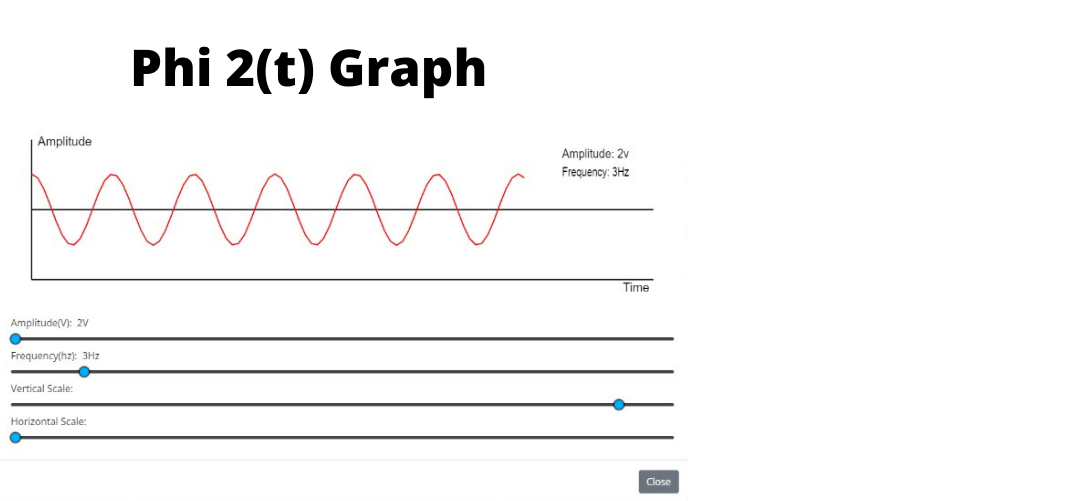 Phi 2(t) Graph
Amplitude
Amplitude: 2v
Frequency: 3Hz
Time
Amplitude(V): 2V
Frequency(hz): 3Hz
Vertical Scale:
Horizontal Scale:
Close